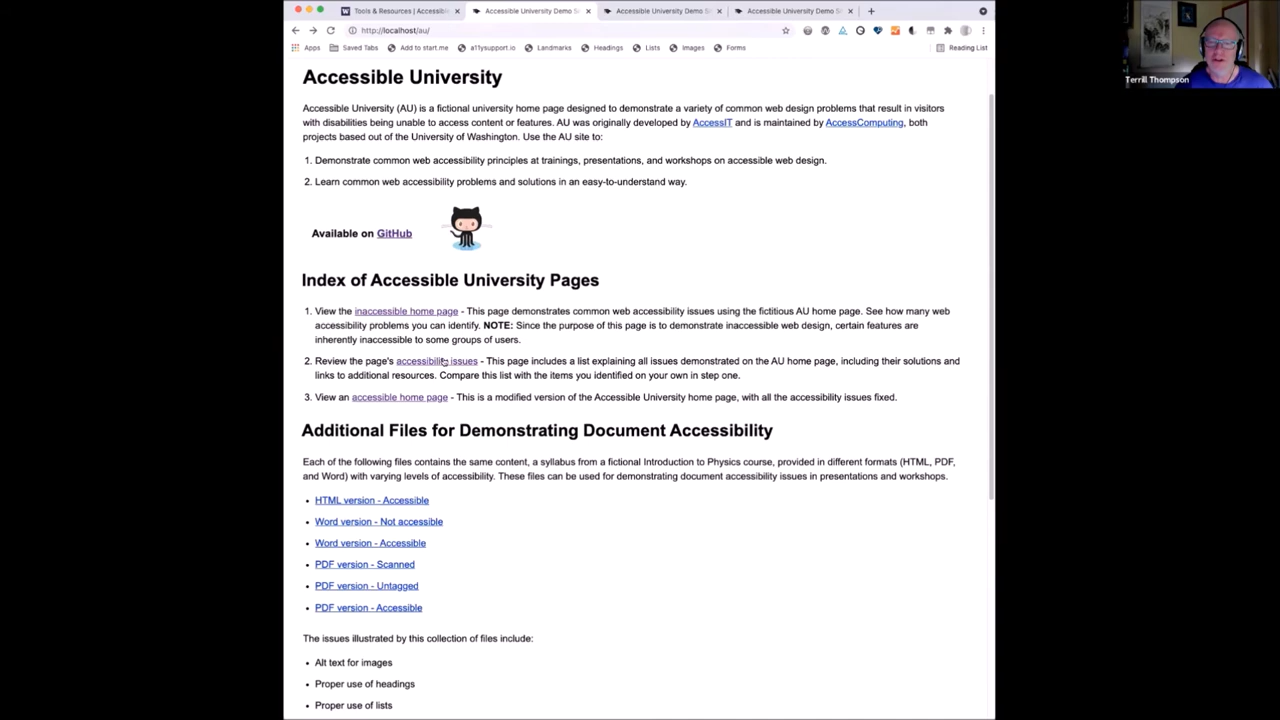 Tools & Resources | Accessible
Accessible University Demo Si
Accessible University Demo Si
Accessible University Demo Si
http://localhost/au/
Apps
Saved Tabs
Add to start.me
a11ysupport.io
Landmarks
Headings
Lists
Images
Forms
Reading List
Terrill Thompson
Accessible University
Accessible University (AU) is a fictional university home page designed to demonstrate a variety of common web design problems that result in visitors
with disabilities being unable to access content or features. AU was originally developed by AccessIT and is maintained by AccessComputing, both
projects based out of the University of Washington. Use the AU site to:
1. Demonstrate common web accessibility principles at trainings, presentations, and workshops on accessible web design.
2. Learn common web accessibility problems and solutions in an easy-to-understand way.
Available on GitHub
Index of Accessible University Pages
1. View the inaccessible home page - This page demonstrates common web accessibility issues using the fictitious AU home page. See how many web
accessibility problems you can identify. NOTE: Since the purpose of this page is to demonstrate inaccessible web design, certain features are
inherently inaccessible to some groups of users.
2. Review the page's accessibility issues - This page includes a list explaining all issues demonstrated on the AU home page, including their solutions and
links to additional resources. Compare this list with the items you identified on your own in step one.
3. View an accessible home page - This is a modified version of the Accessible University home page, with all the accessibility issues fixed.
Additional Files for Demonstrating Document Accessibility
Each of the following files contains the same content, a syllabus from a fictional Introduction to Physics course, provided in different formats (HTML, PDF,
and Word) with varying levels of accessibility. These files can be used for demonstrating document accessibility issues in presentations and workshops.
• HTML version - Accessible
• Word version - Not accessible
• Word version - Accessible
• PDF version - Scanned
• PDF version - Untagged
• PDF version - Accessible
The issues illustrated by this collection of files include:
• Alt text for images
• Proper use of headings
• Proper use of lists